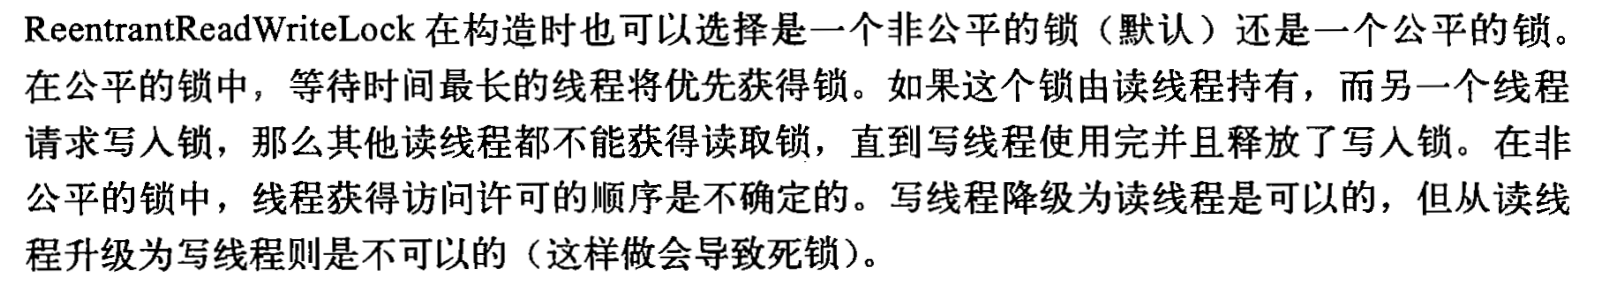 ReentrantReadWriteLock 在构造时也可以选择是一个非公平的锁（默认）还是一个公平的锁。
在公平的锁中，等待时间最长的线程将优先获得锁。如果这个锁由读线程持有，而另一个线程
请求写入锁，那么其他读线程都不能获得读取锁，直到写线程使用完并且释放了写入锁。在非
公平的锁中，线程获得访问许可的顺序是不确定的。写线程降级为读线程是可以的，但从读线
程升级为写线程则是不可以的（这样做会导致死锁）。